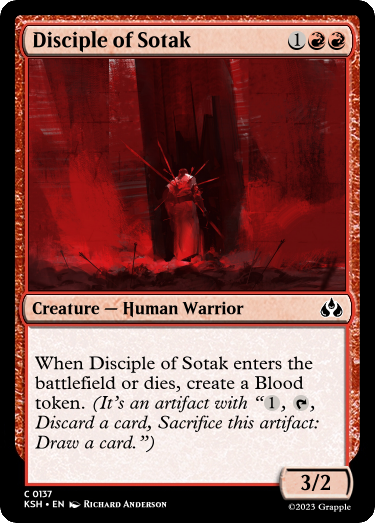 Disciple of Sotak 1
Creature — Human Warrior
When Disciple of Sotak enters the
battlefield or dies, create a Blood
token. (It's an artifact with “1, ,
Discard a card, Sacrifice this artifact:
Draw a card.”)
3/2
C 0137
KSH • EN Richard Anderson
©2023 Grapple